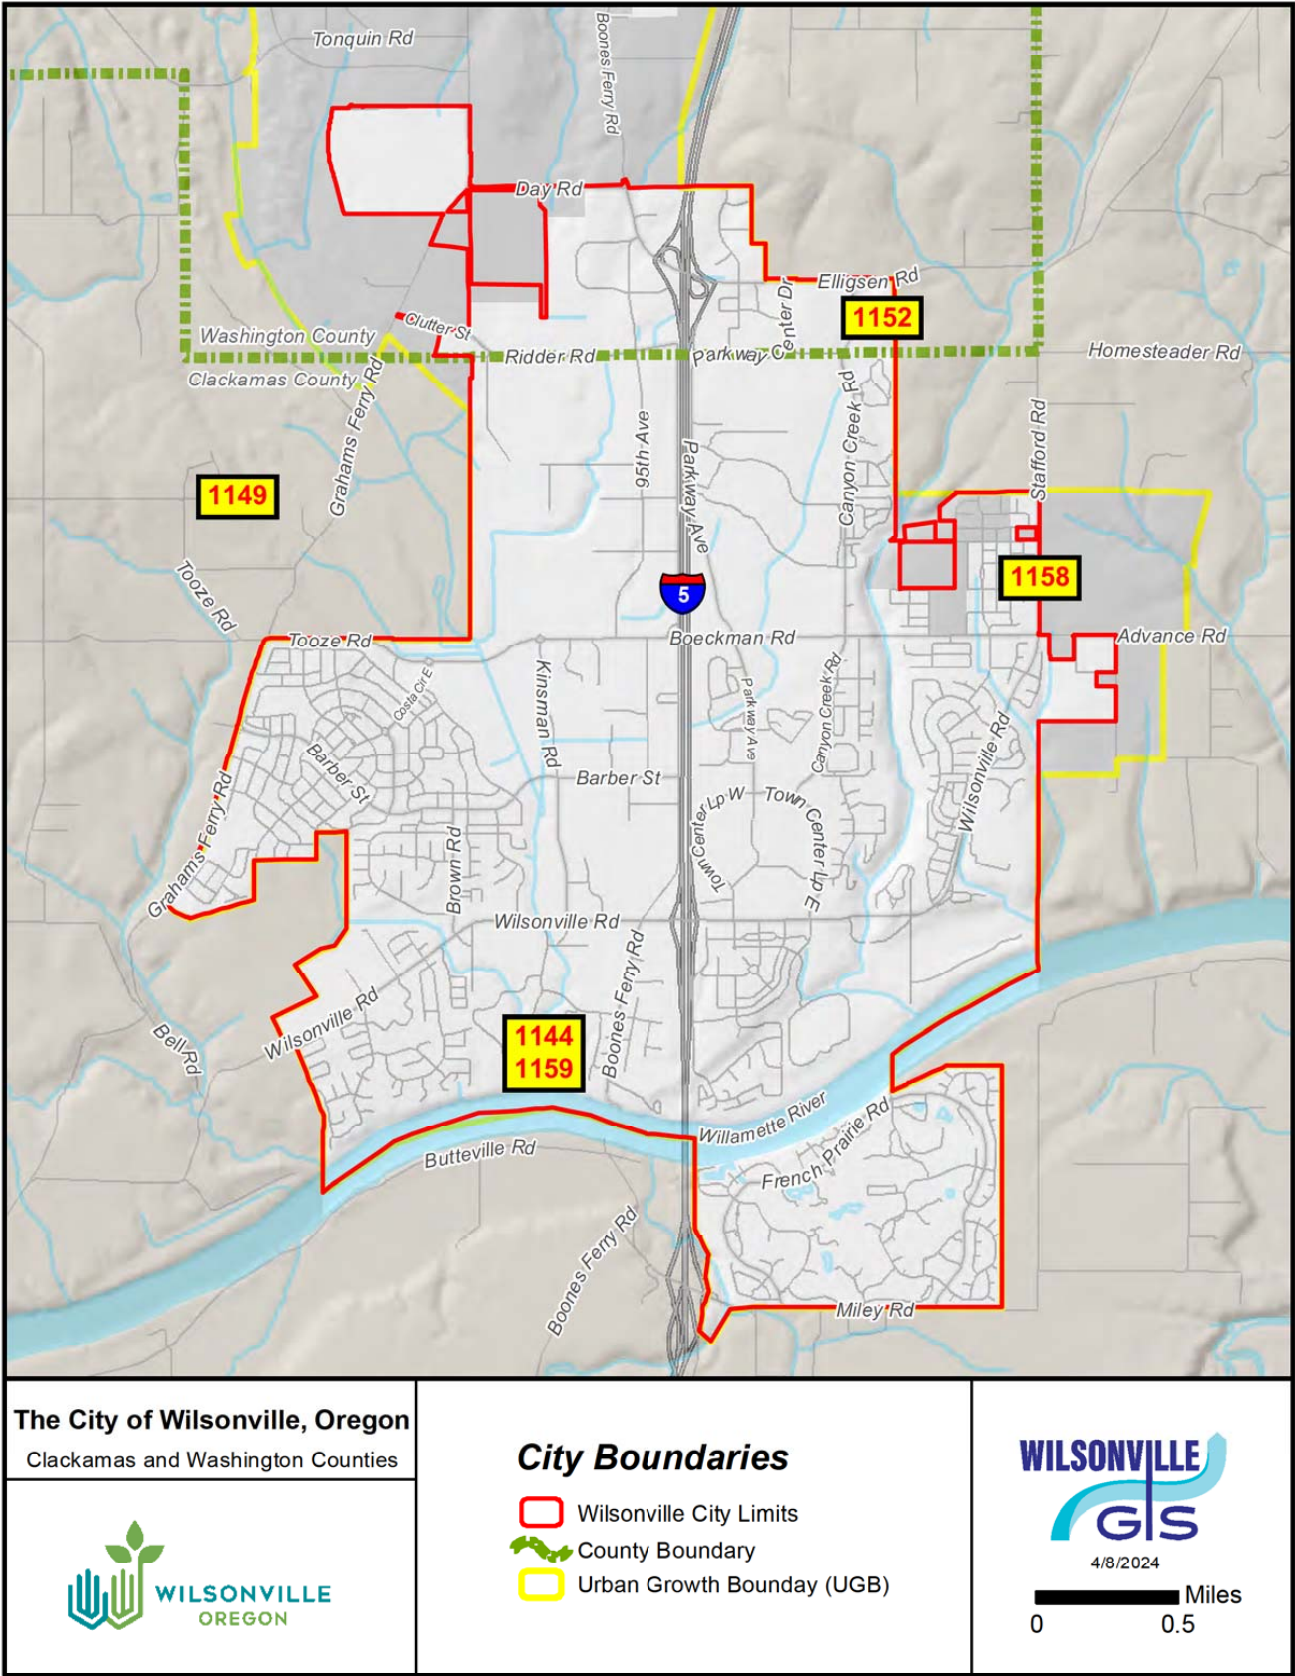 Tonquin Rd
Boones Ferry Rd
Day Rd
Elligsen Rd
1152
Parkway Center Dr
Clutter St
Washington County
Ridder Rd
Clackamas County
Homesteader Rd
Grahams Ferry Rd
95th Ave
Parkway Ave
Canyon Creek Rd
Stafford Rd
1149
1158
5
Tooze Rd
Tooze Rd
Boeckman Rd
Advance Rd
Costa Cir E
Kinsman Rd
Parkway Ave
Canyon Creek Rd
Wilsonville Rd
Barber St
Barber St
Town Center Lp W
Town Center Lp E
Grahams Ferry Rd
Brown Rd
Wilsonville Rd
Boones Ferry Rd
Wilsonville Rd
Bell Rd
1144
1159
Willamette River
French Prairie Rd
Butteville Rd
Boones Ferry Rd
Miley Rd
The City of Wilsonville, Oregon
Clackamas and Washington Counties
WILSONVILLE
OREGON
City Boundaries
Wilsonville City Limits
County Boundary
Urban Growth Bounday (UGB)
WILSONVILLE
GIS
4/8/2024
Miles
0 0.5